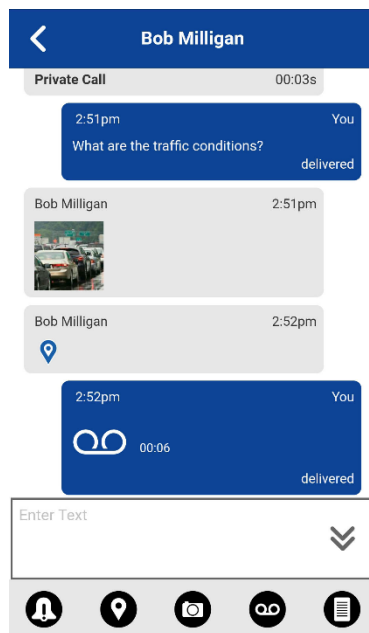 Bob Milligan
Private Call 00:03s
2:51pm You
What are the traffic conditions?
delivered
Bob Milligan 2:51pm
Bob Milligan 2:52pm
2:52pm You
00:06
delivered
Enter Text